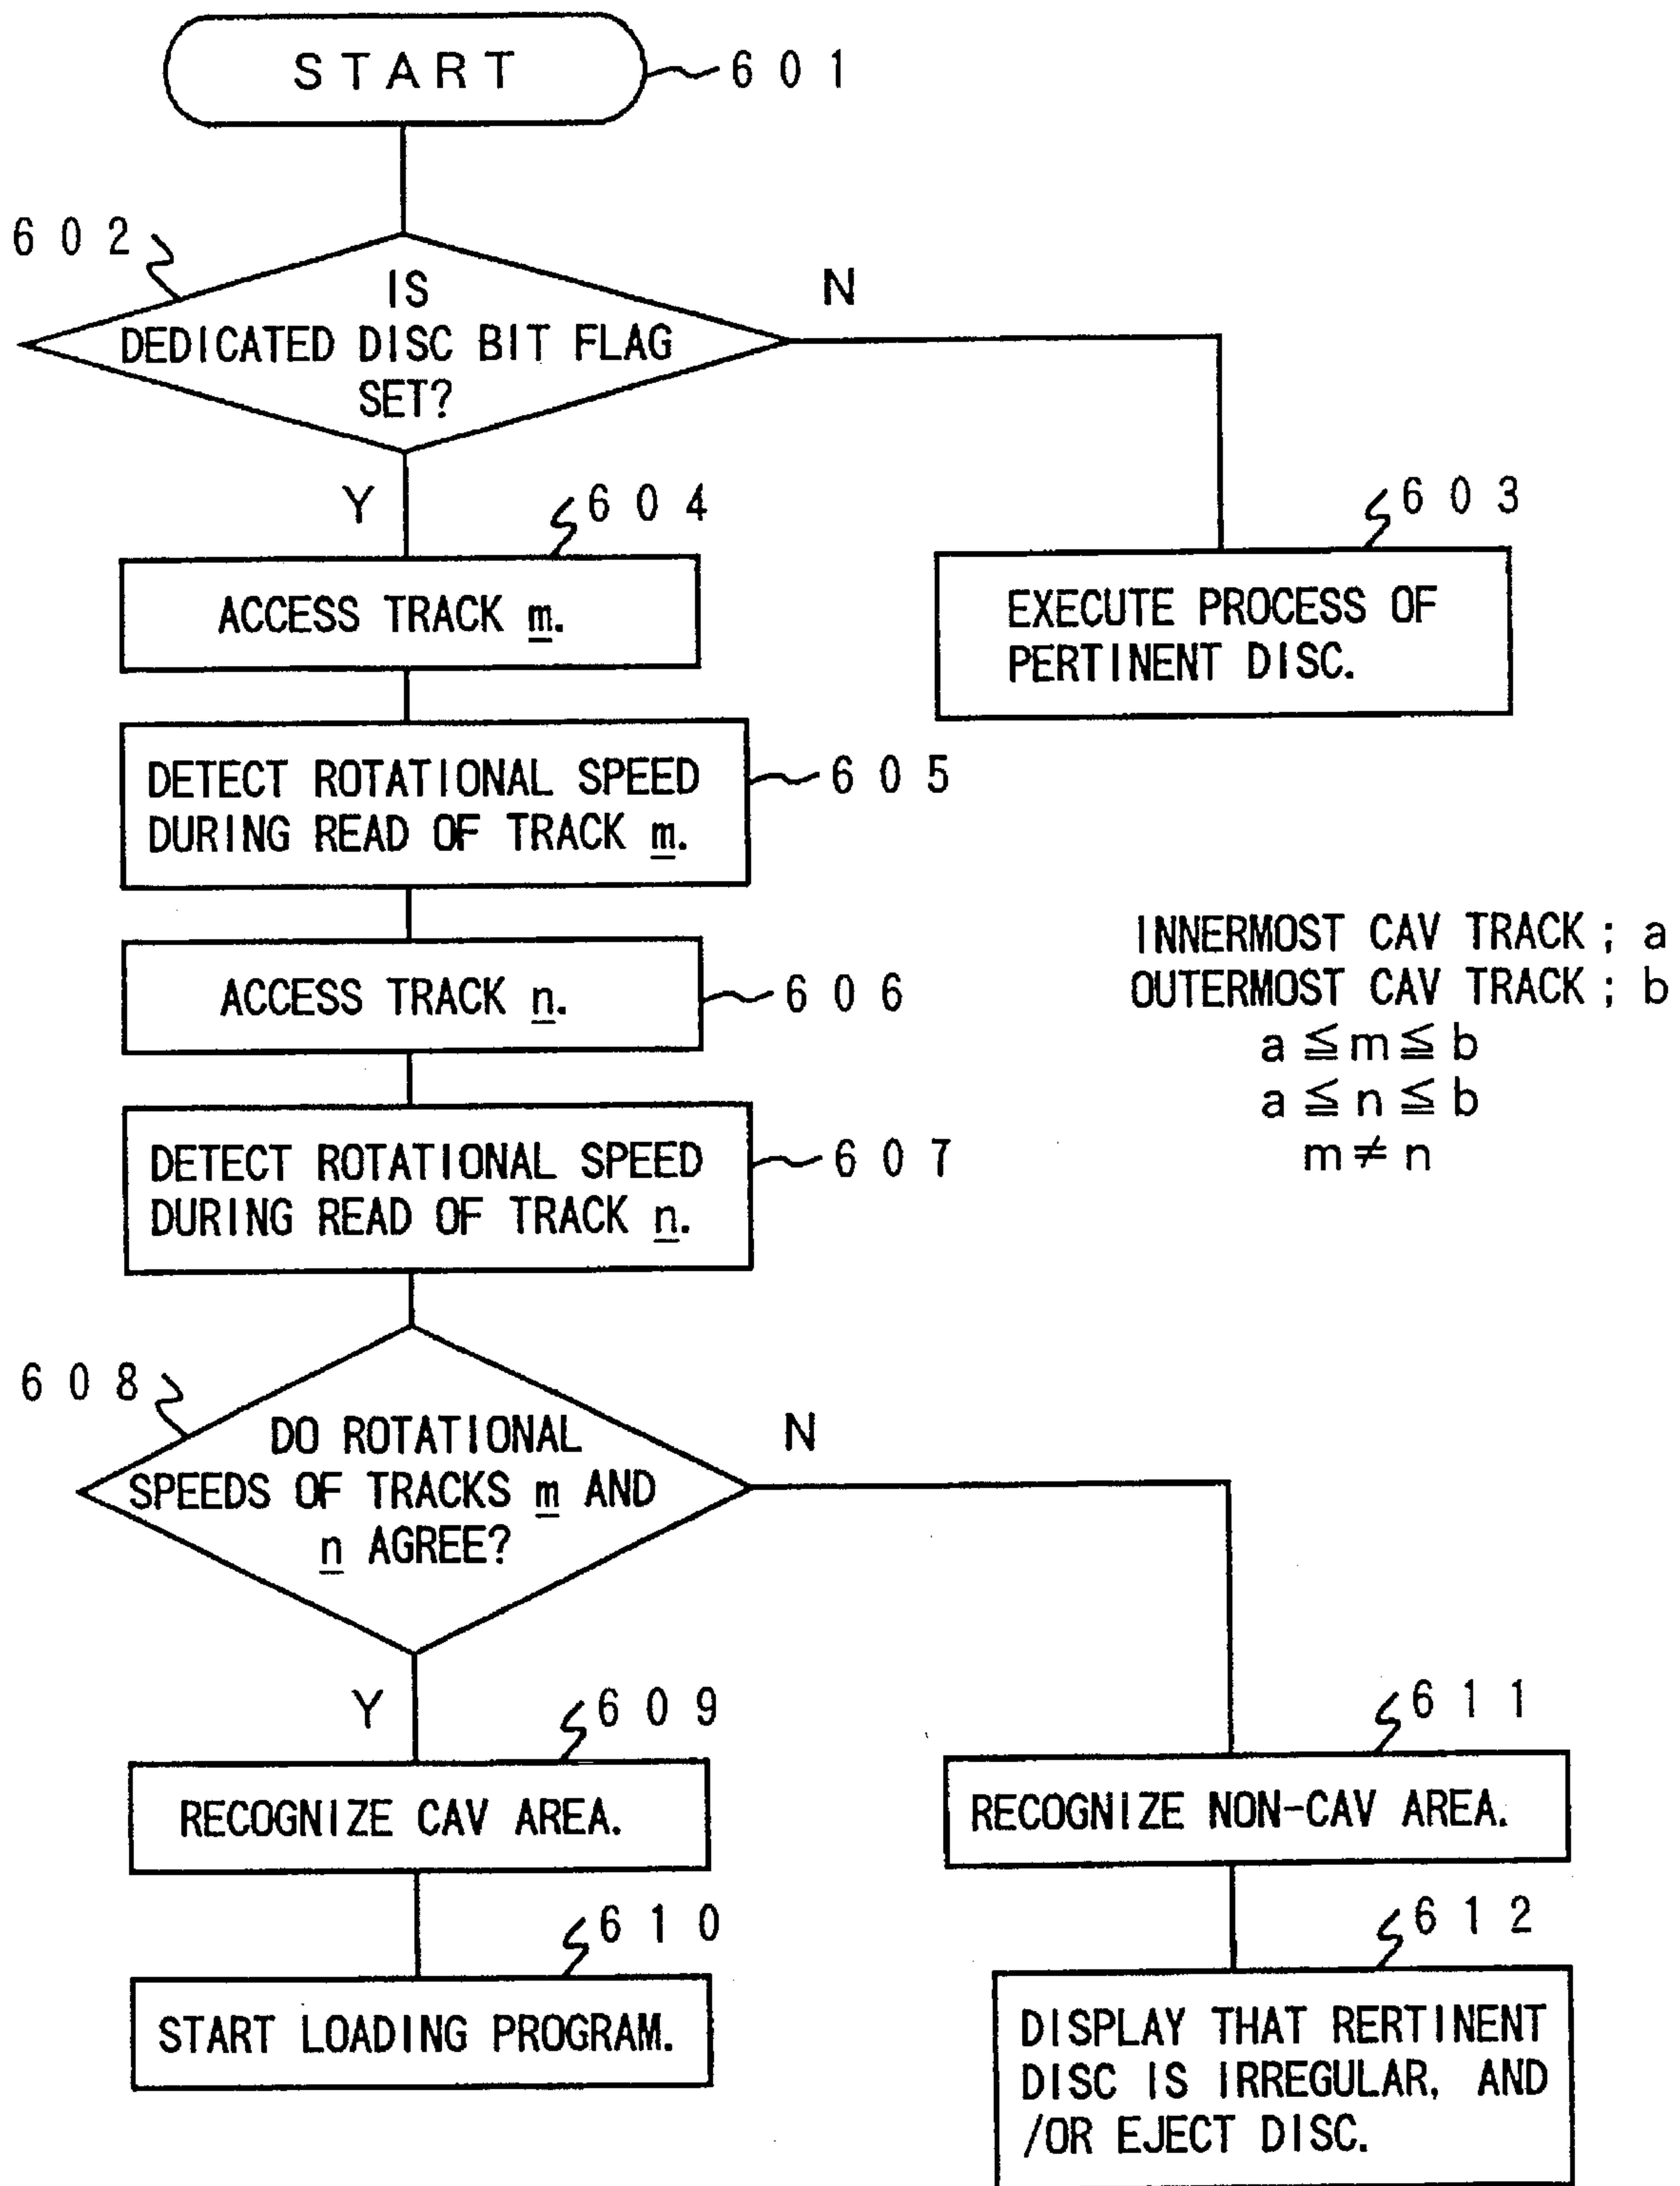 START
601
602
IS
DEDICATED DISC BIT FLAG
SET?
N
Y
604
603
ACCESS TRACK m.
EXECUTE PROCESS OF
PERTINENT DISC.
DETECT ROTATIONAL SPEED
DURING READ OF TRACK m.
605
ACCESS TRACK n.
606
INNERMOST CAV TRACK ; a
OUTERMOST CAV TRACK ; b
a ≦ m ≦ b
a ≦ n ≦ b
m ≠ n
DETECT ROTATIONAL SPEED
DURING READ OF TRACK n.
607
608
DO ROTATIONAL
SPEEDS OF TRACKS m AND
n AGREE?
N
Y
609
611
RECOGNIZE CAV AREA.
RECOGNIZE NON-CAV AREA.
610
612
START LOADING PROGRAM.
DISPLAY THAT RERTINENT
DISC IS IRREGULAR, AND
/OR EJECT DISC.